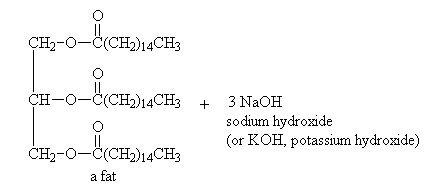 O
CH₂-O-C(CH₂)₁₄CH₃
O
CH-O-C(CH₂)₁₄CH₃ + 3 NaOH
sodium hydroxide
(or KOH, potassium hydroxide)
O
CH₂-O-C(CH₂)₁₄CH₃
a fat